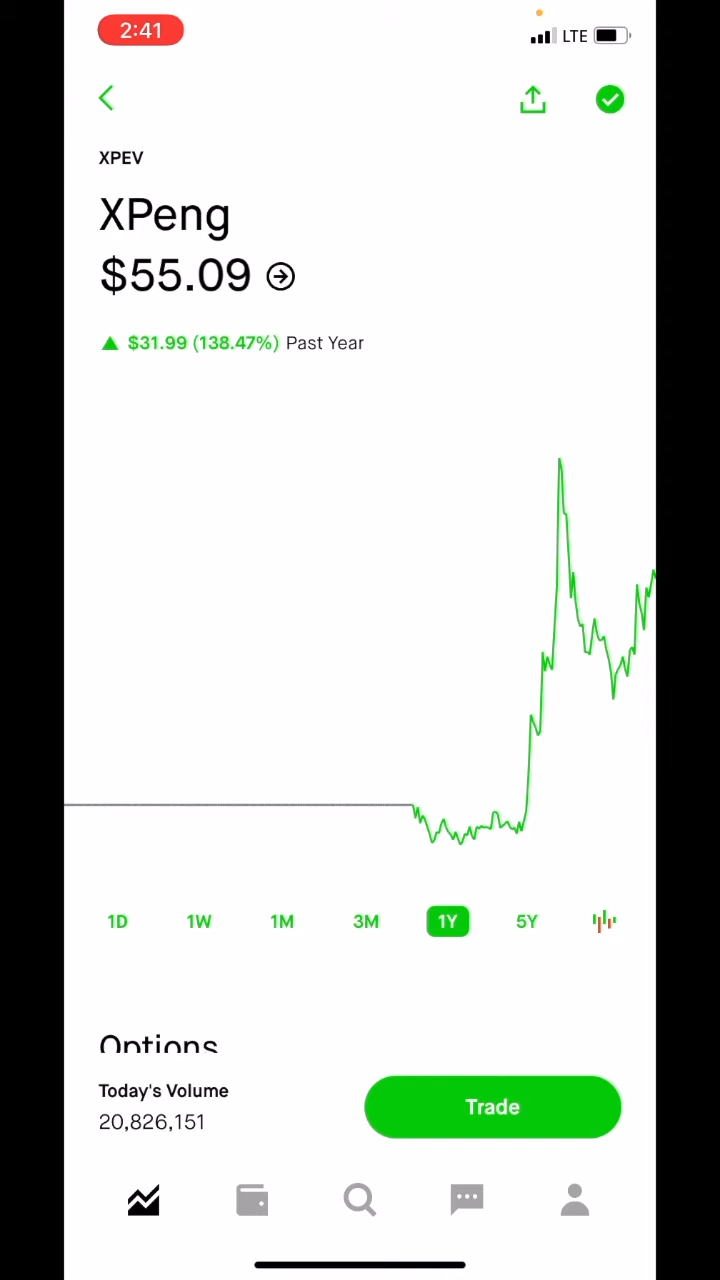 2:41
LTE
XPEV
XPeng
$55.09
$31.99 (138.47%) Past Year
1D 1W 1M 3M 1Y 5Y
Options
Today's Volume
20,826,151
Trade